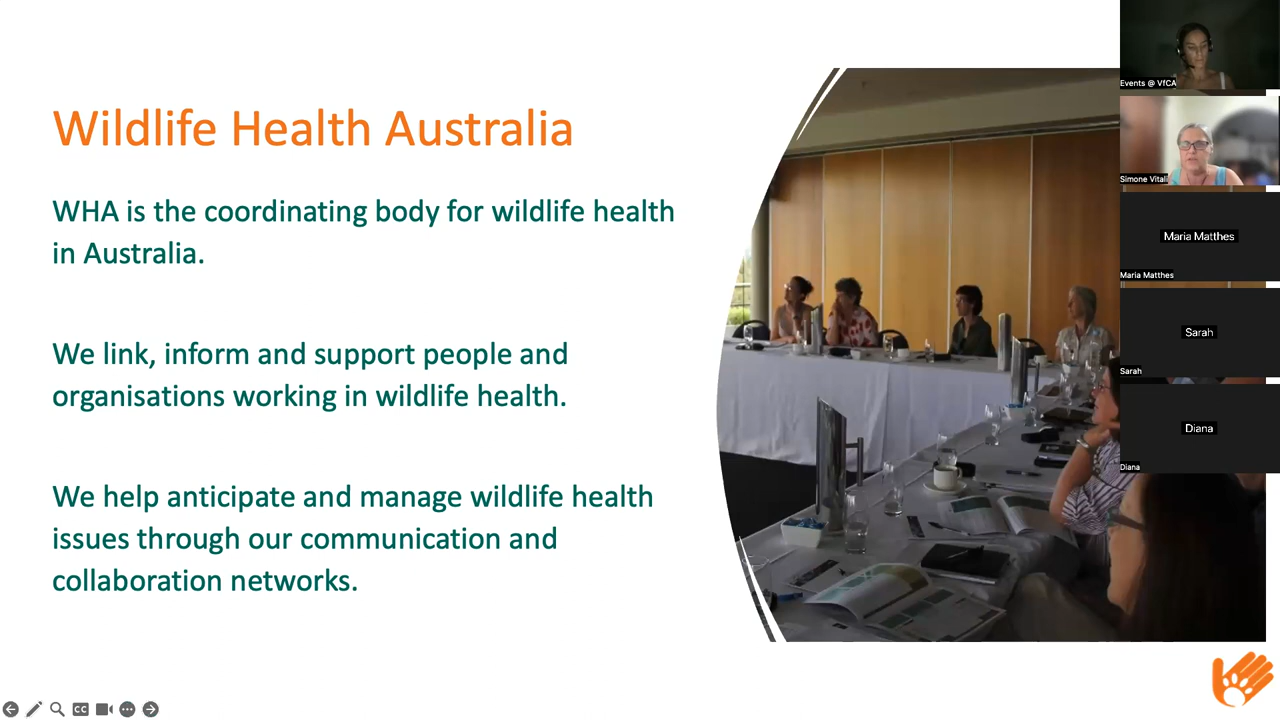 Wildlife Health Australia
WHA is the coordinating body for wildlife health
in Australia.
We link, inform and support people and
organisations working in wildlife health.
We help anticipate and manage wildlife health
issues through our communication and
collaboration networks.
Events @ VfCA
Simone Vitali
Maria Matthes
Maria Matthes
Sarah
Sarah
Diana
Diana
CC